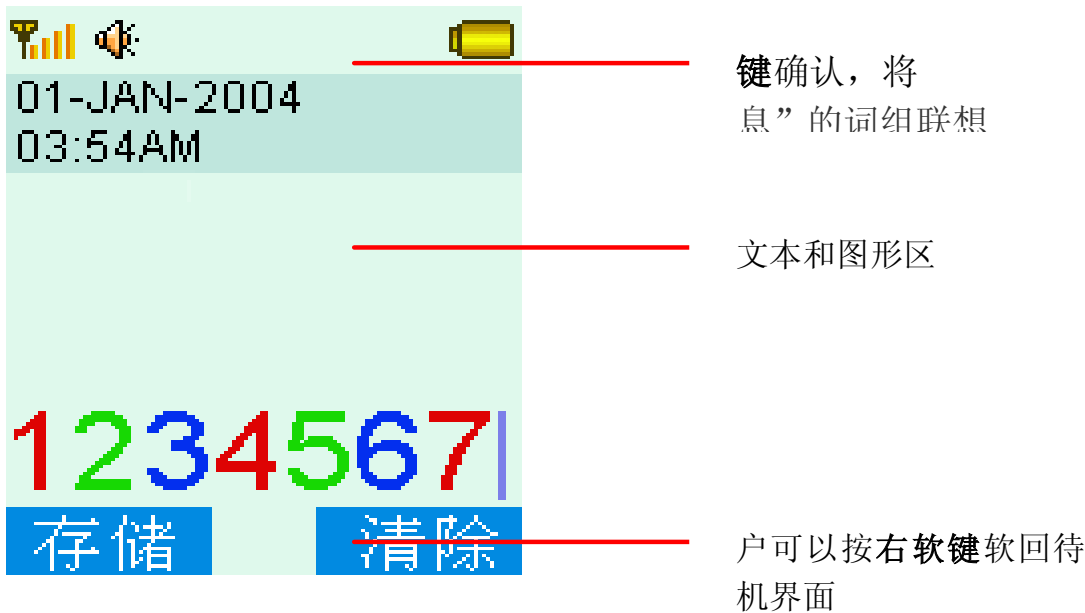 01-JAN-2004
03:54AM
键确认，将
息”的词组联想
文本和图形区
1234567
存储
清除
户可以按右软键软回待
机界面